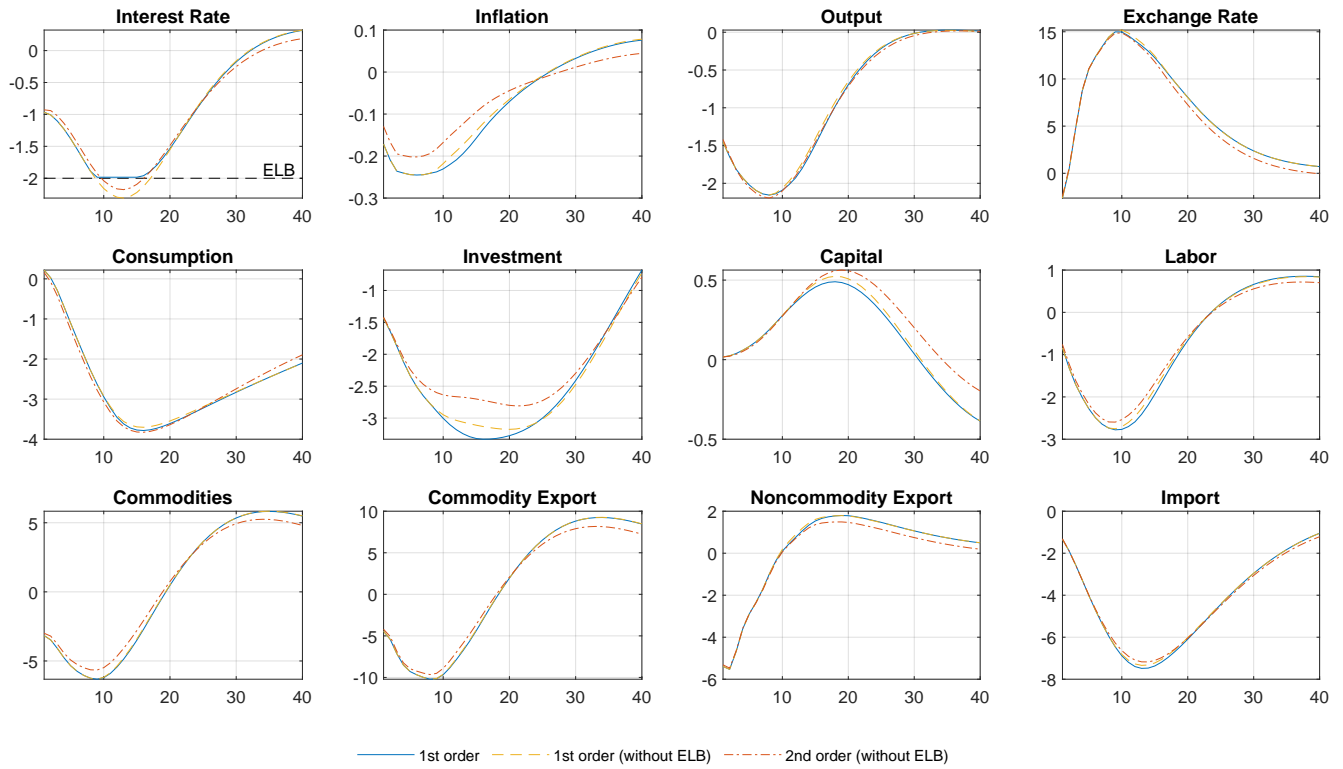 Interest Rate
0
-0.5
-1
-1.5
-2
ELB
10 20 30 40
Inflation
0.1
0
-0.1
-0.2
-0.3
10 20 30 40
Output
0
-0.5
-1
-1.5
-2
10 20 30 40
Exchange Rate
15
10
5
0
10 20 30 40
Consumption
0
-1
-2
-3
-4
10 20 30 40
Investment
-1
-1.5
-2
-2.5
-3
10 20 30 40
Capital
0.5
0
-0.5
10 20 30 40
Labor
1
0
-1
-2
-3
10 20 30 40
Commodities
5
0
-5
10 20 30 40
Commodity Export
10
5
0
-5
-10
10 20 30 40
Noncommodity Export
2
0
-2
-4
-6
10 20 30 40
Import
0
-2
-4
-6
-8
10 20 30 40
1st order 1st order (without ELB) 2nd order (without ELB)